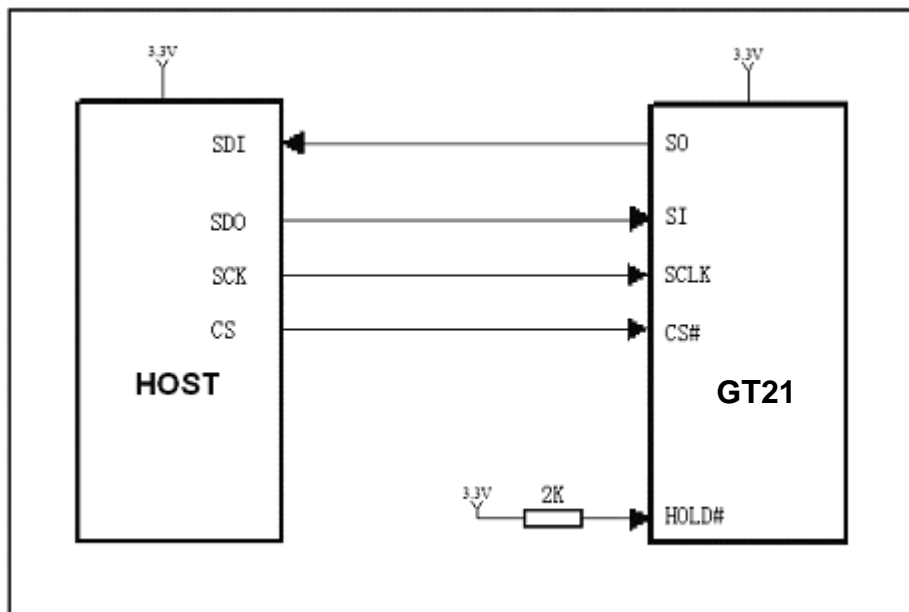 3.3V 3.3V
SDI SO
SDO SI
SCK SCLK
CS CS#
HOST GT21
3.3V 2K HOLD#